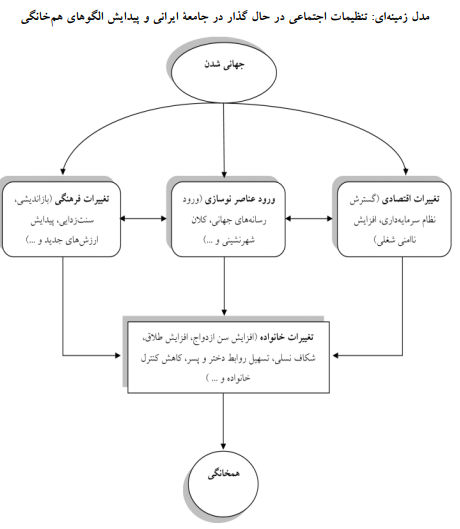 مدل زمینه‌ای: تنظیمات اجتماعی در حال گذار در جامعۀ ایرانی و پیدایش الگوهای هم‌خانگی
جهانی شدن
تغییرات اقتصادی (گسترش
نظام سرمایه‌داری، افزایش
ناامنی شغلی)
ورود عناصر نوسازی (ورود
رسانه‌های جهانی، کلان
شهرنشینی و ...)
تغییرات فرهنگی (بازاندیشی،
سنت‌زدایی، پیدایش
ارزش‌های جدید و ...)
تغییرات خانواده (افزایش سن ازدواج، افزایش طلاق،
شکاف نسلی، تسهیل روابط دختر و پسر، کاهش کنترل
خانواده و ... )
همخانگی